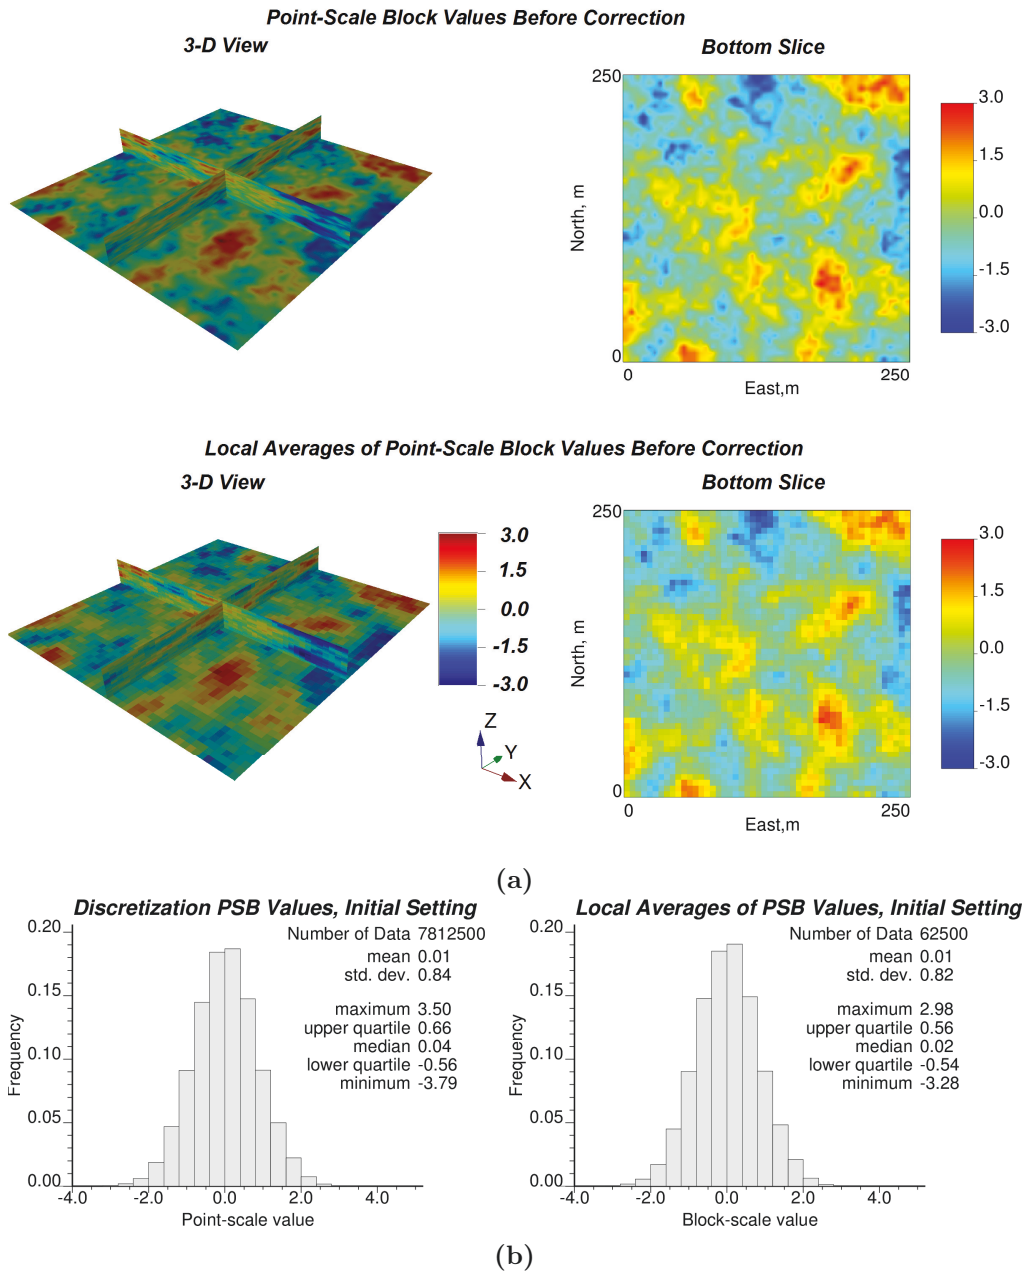 Point-Scale Block Values Before Correction
3-D View
Bottom Slice
250
North, m
0
0
250
East,m
3.0
1.5
0.0
-1.5
-3.0
Local Averages of Point-Scale Block Values Before Correction
3-D View
Bottom Slice
3.0
1.5
0.0
-1.5
-3.0
Z
Y
X
250
North, m
0
0
250
East,m
3.0
1.5
0.0
-1.5
-3.0
(a)
Discretization PSB Values, Initial Setting
Number of Data 7812500
mean 0.01
std. dev. 0.84
maximum 3.50
upper quartile 0.66
median 0.04
lower quartile -0.56
minimum -3.79
Frequency
0.20
0.15
0.10
0.05
0.00
-4.0 -2.0 0.0 2.0 4.0
Point-scale value
Local Averages of PSB Values, Initial Setting
Number of Data 62500
mean 0.01
std. dev. 0.82
maximum 2.98
upper quartile 0.56
median 0.02
lower quartile -0.54
minimum -3.28
Frequency
0.20
0.15
0.10
0.05
0.00
-4.0 -2.0 0.0 2.0 4.0
Block-scale value
(b)